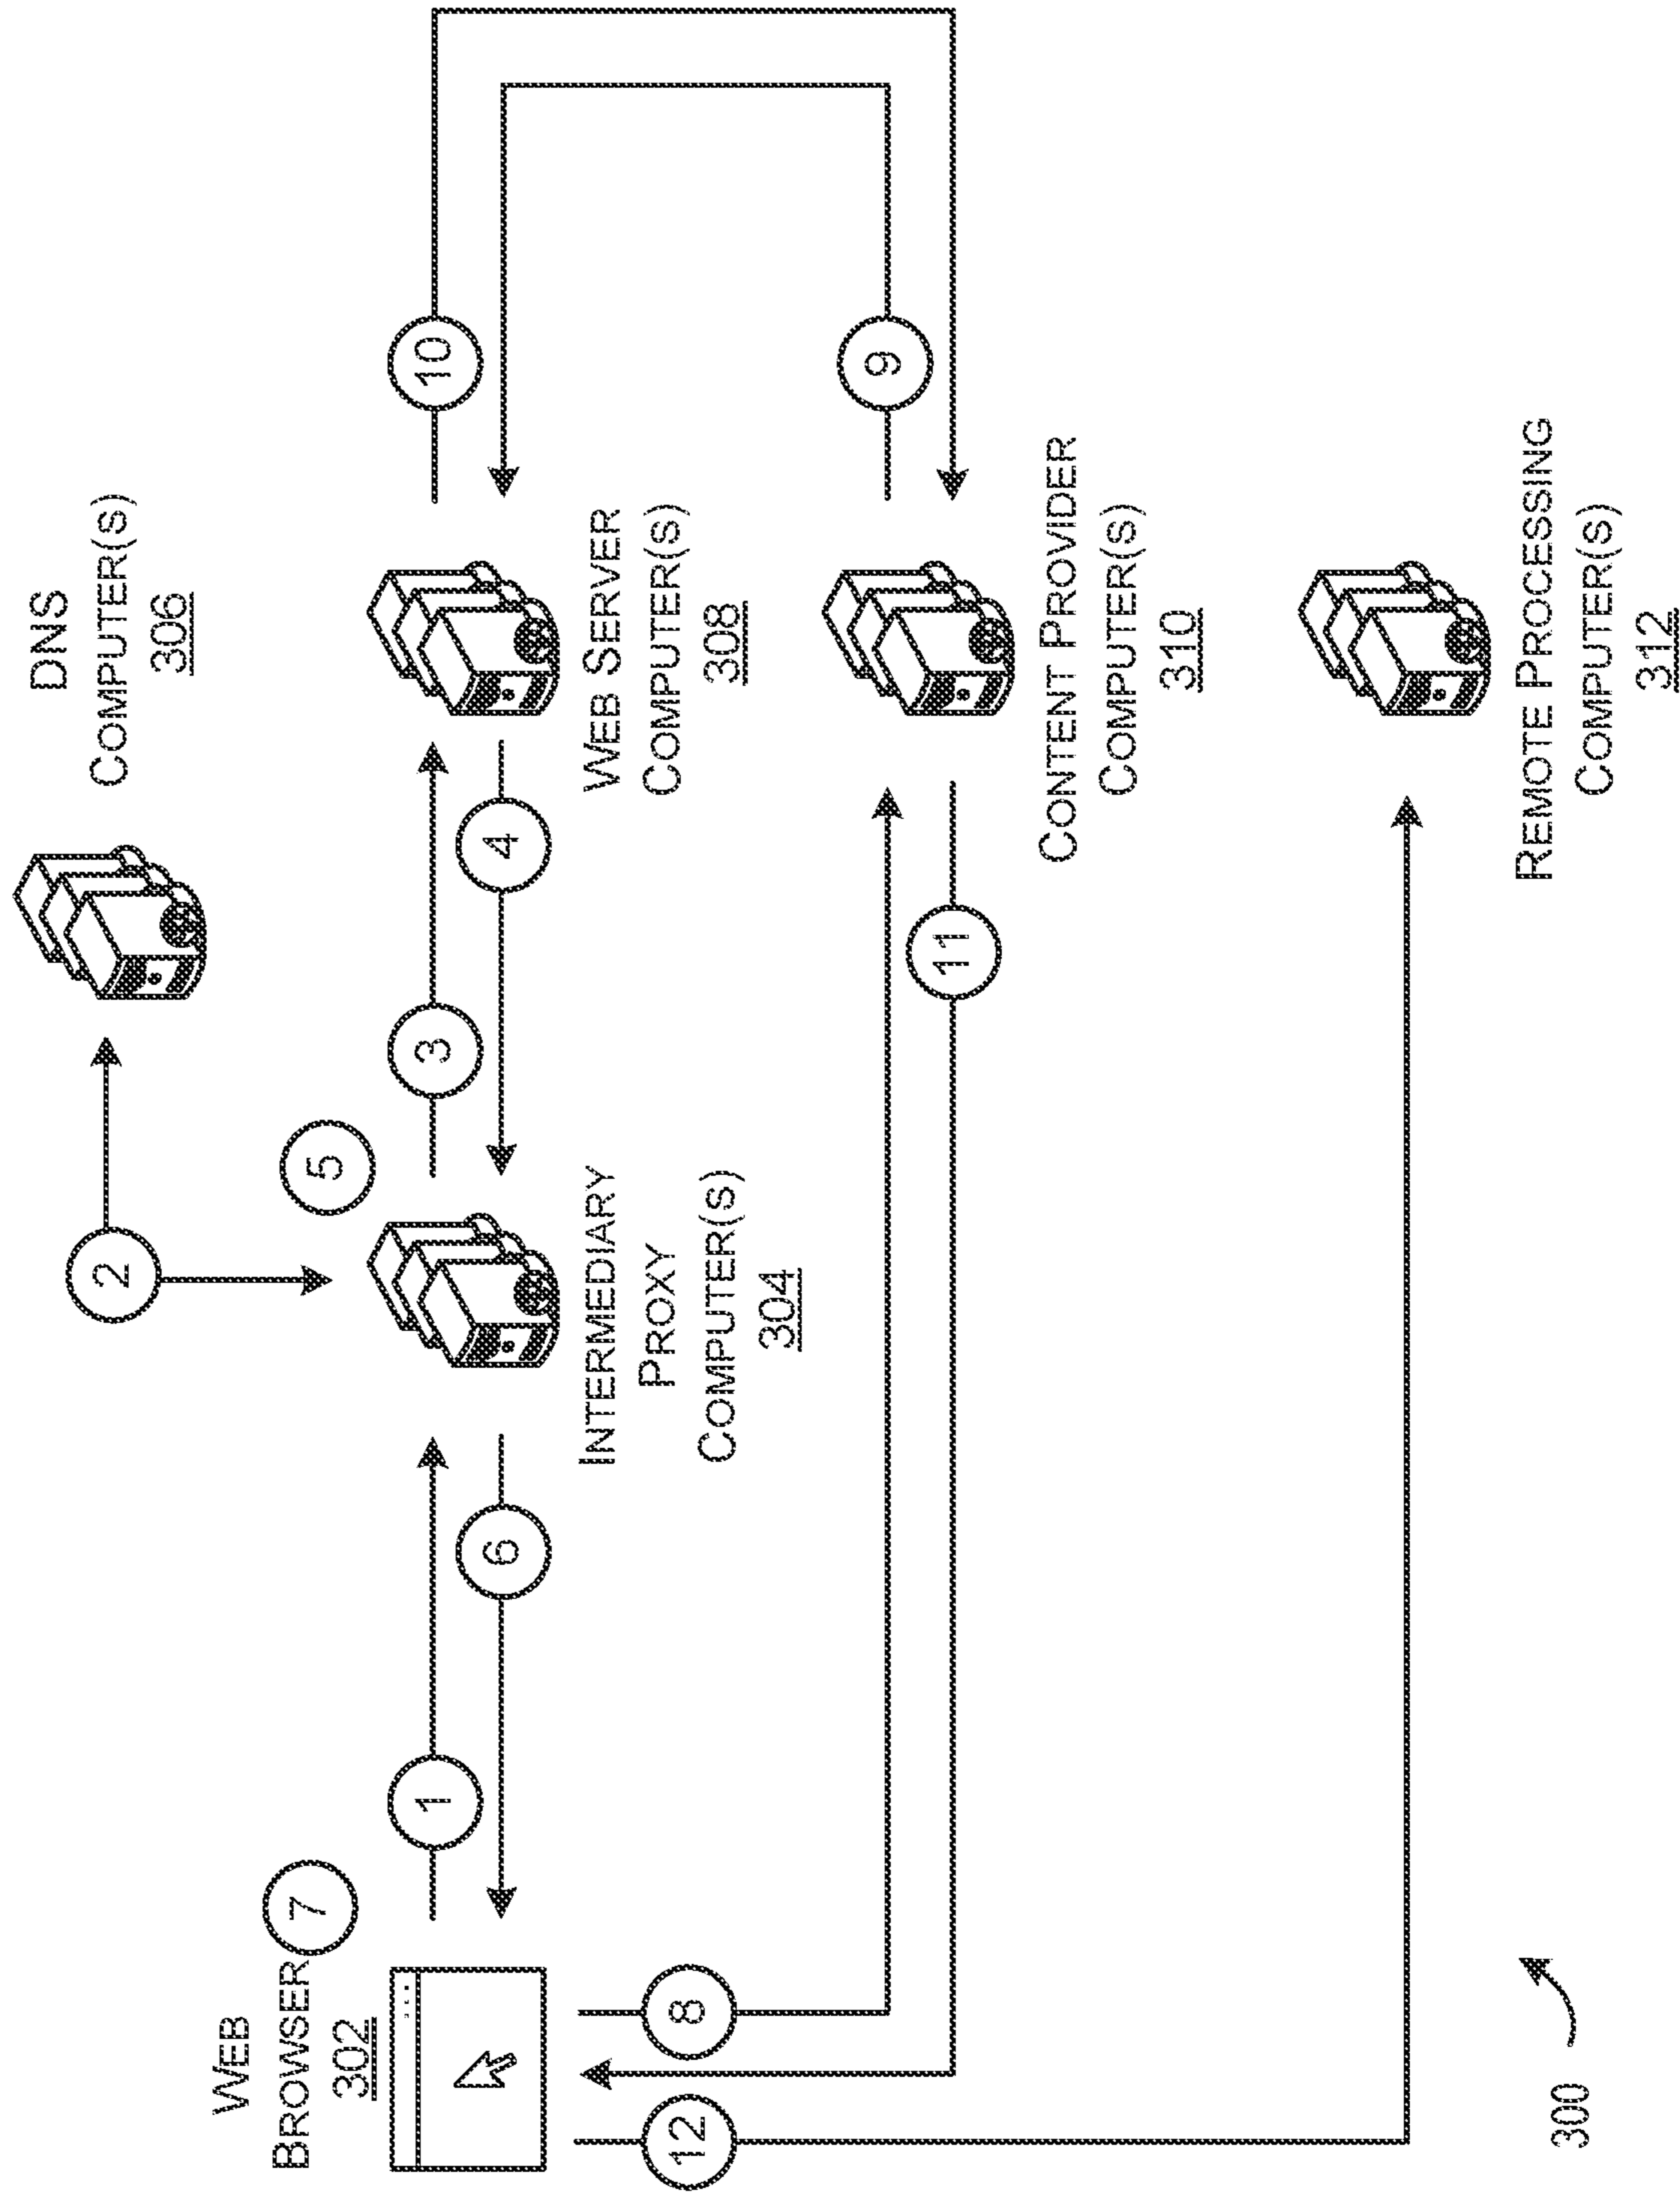 DNS
COMPUTER(S)
306
WEB
BROWSER
302
7
1
6
2
5
INTERMEDIARY
PROXY
COMPUTER(S)
304
3
4
WEB SERVER
COMPUTER(S)
308
10
9
8
11
CONTENT PROVIDER
COMPUTER(S)
310
12
REMOTE PROCESSING
COMPUTER(S)
312
300